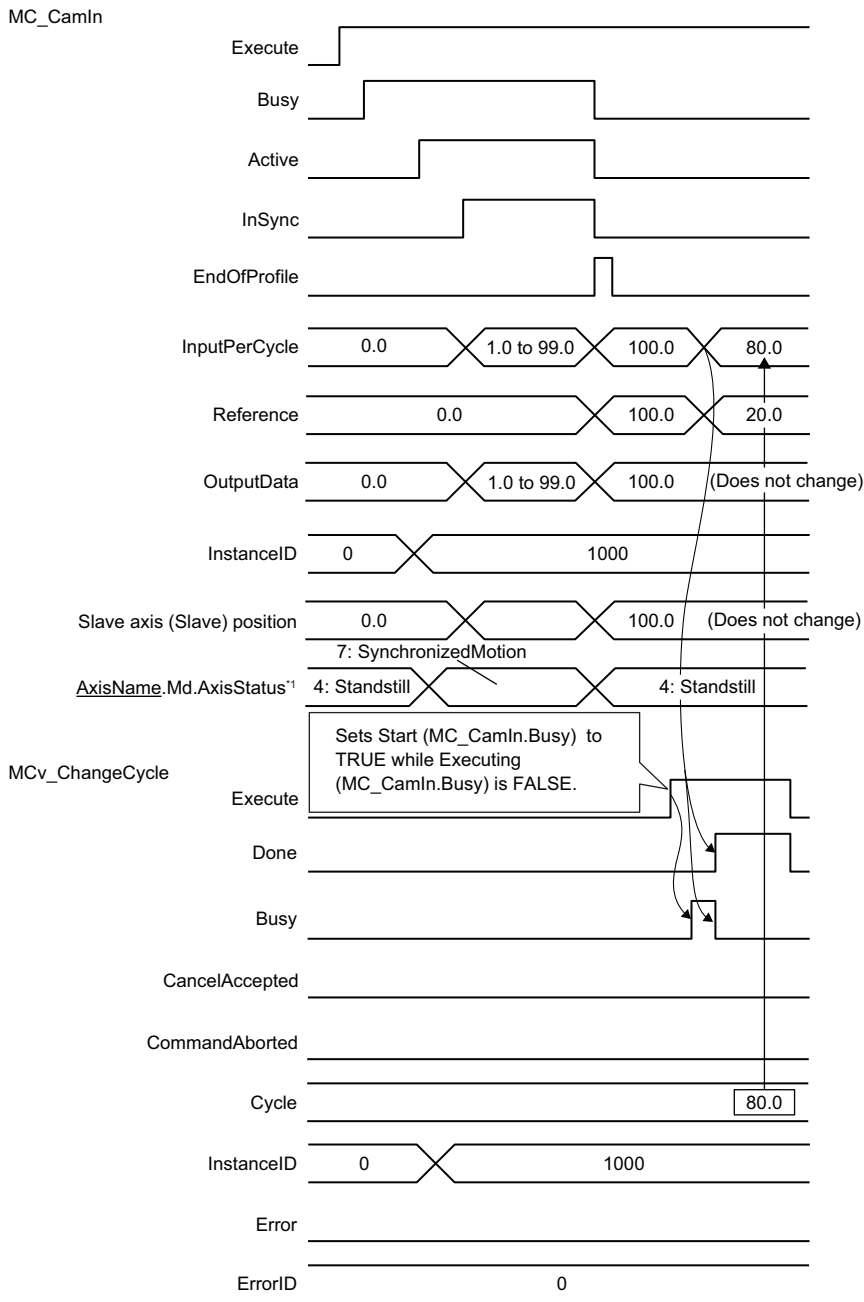 MC_CamIn
Execute
Busy
Active
InSync
EndOfProfile
InputPerCycle 0.0 1.0 to 99.0 100.0 80.0
Reference 0.0 100.0 20.0
OutputData 0.0 1.0 to 99.0 100.0 (Does not change)
InstanceID 0 1000
Slave axis (Slave) position 0.0 100.0 (Does not change)
7: SynchronizedMotion
AxisName.Md.AxisStatus*1 4: Standstill 4: Standstill
Sets Start (MC_CamIn.Busy) to
TRUE while Executing
(MC_CamIn.Busy) is FALSE.
MCv_ChangeCycle
Execute
Done
Busy
CancelAccepted
CommandAborted
Cycle 80.0
InstanceID 0 1000
Error
ErrorID 0